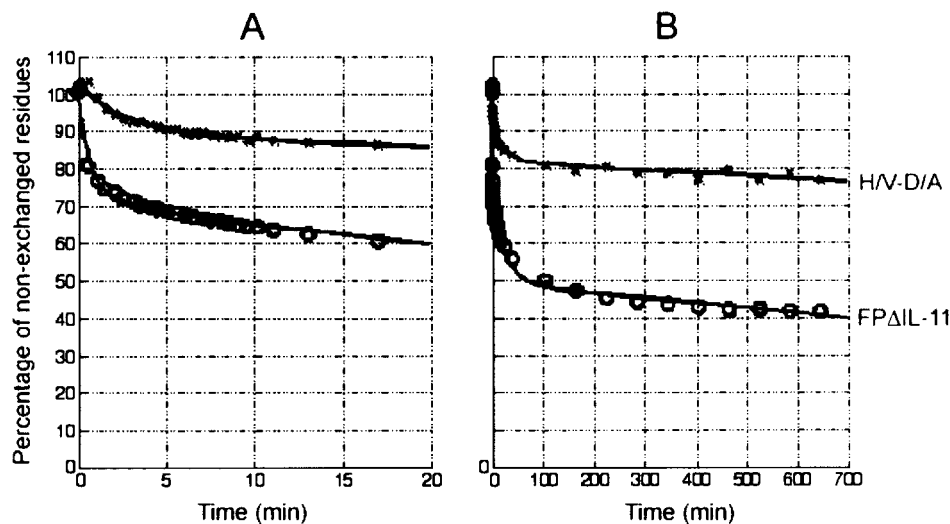 A
B
Percentage of non-exchanged residues
110
100
90
80
70
60
50
40
30
20
10
0
0 5 10 15 20
Time (min)
0
0 100 200 300 400 500 600 700
Time (min)
H/V-D/A
FPΔIL-11